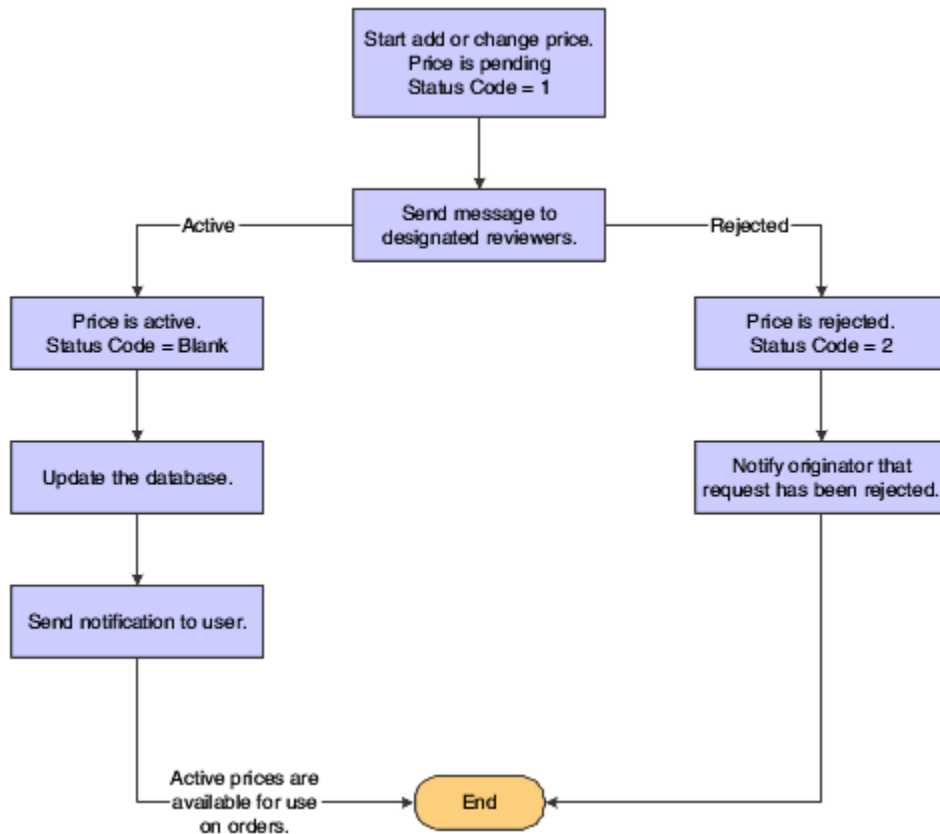 Start add or change price.
Price is pending
Status Code = 1
Send message to
designated reviewers.
Active
Rejected
Price is active.
Status Code = Blank
Price is rejected.
Status Code = 2
Update the database.
Notify originator that
request has been rejected.
Send notification to user.
Active prices are
available for use
on orders.
End